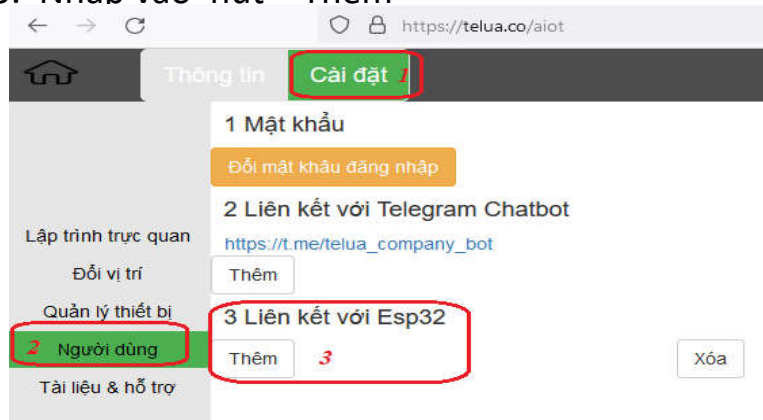 https://telua.co/aiot
Thông tin Cài đặt 1
1 Mật khẩu
Đổi mật khẩu đăng nhập
2 Liên kết với Telegram Chatbot
Lập trình trực quan
https://t.me/telua_company_bot
Đổi vị trí
Thêm
Quản lý thiết bị
3 Liên kết với Esp32
2 Người dùng
Thêm 3
Xóa
Tài liệu & hỗ trợ